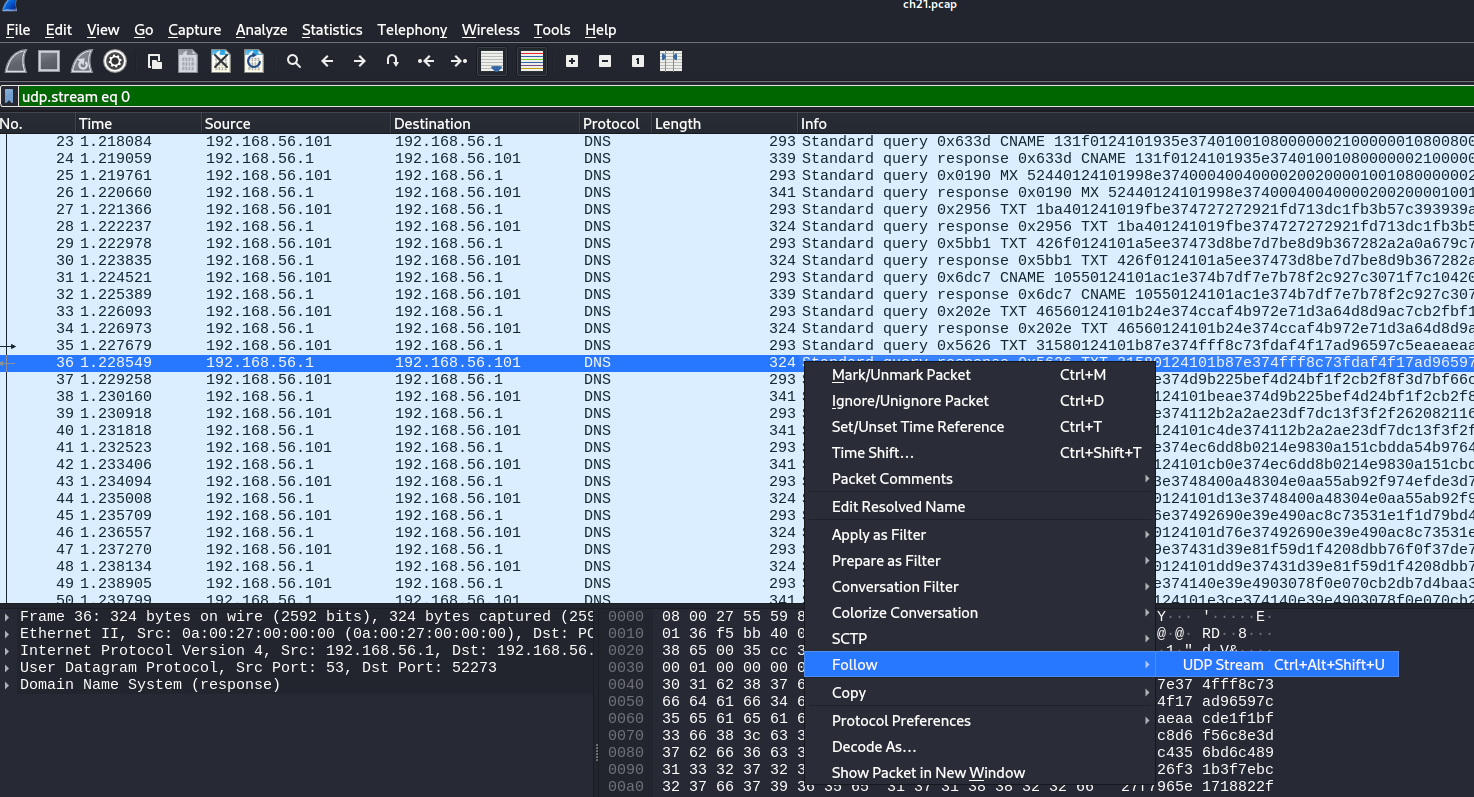 ch21.pcap
File Edit View Go Capture Analyze Statistics Telephony Wireless Tools Help
udp.stream eq 0
No. Time Source Destination Protocol Length Info
23 1.218084 192.168.56.101 192.168.56.1 DNS 293 Standard query 0x633d CNAME 131f0124101935e374010010800000002100000010800800
24 1.219059 192.168.56.1 192.168.56.101 DNS 339 Standard query response 0x633d CNAME 131f0124101935e374010010800000002100000
25 1.219761 192.168.56.101 192.168.56.1 DNS 293 Standard query 0x0190 MX 52440124101998e374000400400002002000010010800000002
26 1.220660 192.168.56.1 192.168.56.101 DNS 341 Standard query response 0x0190 MX 52440124101998e374000400400002002000010001
27 1.221366 192.168.56.101 192.168.56.1 DNS 293 Standard query 0x2956 TXT 1ba401241019fbe374727272921fd713dc1fb3b57c393939a
28 1.222237 192.168.56.1 192.168.56.101 DNS 324 Standard query response 0x2956 TXT 1ba401241019fbe374727272921fd713dc1fb3b5
29 1.222978 192.168.56.101 192.168.56.1 DNS 293 Standard query 0x5bb1 TXT 426f0124101a5ee37473d8be7d7be8d9b367282a2a0a679c7
30 1.223835 192.168.56.1 192.168.56.101 DNS 324 Standard query response 0x5bb1 TXT 426f0124101a5ee37473d8be7d7be8d9b367282a
31 1.224521 192.168.56.101 192.168.56.1 DNS 293 Standard query 0x6dc7 CNAME 10550124101ac1e374b7df7e7b78f2c927c3071f7c10420
32 1.225389 192.168.56.1 192.168.56.101 DNS 339 Standard query response 0x6dc7 CNAME 10550124101ac1e374b7df7e7b78f2c927c307
33 1.226093 192.168.56.101 192.168.56.1 DNS 293 Standard query 0x202e TXT 46560124101b24e374ccaf4b972e71d3a64d8d9ac7cb2fbf1
34 1.226973 192.168.56.1 192.168.56.101 DNS 324 Standard query response 0x202e TXT 46560124101b24e374ccaf4b972e71d3a64d8d9a
35 1.227679 192.168.56.101 192.168.56.1 DNS 293 Standard query 0x5626 TXT 31580124101b87e374fff8c73fdaf4f17ad96597c5eaeaaa
36 1.228549 192.168.56.1 192.168.56.101 DNS 324 Standard query response 0x5626 TXT 31580124101b87e374fff8c73fdaf4f17ad96597
37 1.229258 192.168.56.101 192.168.56.1 DNS 293 e374d9b225bef4d24bf1f2cb2f8f3d7bf66c
38 1.230160 192.168.56.1 192.168.56.101 DNS 341 124101beae374d9b225bef4d24bf1f2cb2f8
39 1.230918 192.168.56.101 192.168.56.1 DNS 293 e374112b2a2ae23df7dc13f3f2f262082116
40 1.231818 192.168.56.1 192.168.56.101 DNS 341 124101c4de374112b2a2ae23df7dc13f3f2f
41 1.232523 192.168.56.101 192.168.56.1 DNS 293 e374ec6dd8b0214e9830a151cbdda54b9764
42 1.233406 192.168.56.1 192.168.56.101 DNS 341 124101cb0e374ec6dd8b0214e9830a151cbd
43 1.234094 192.168.56.101 192.168.56.1 DNS 293 3e3748400a48304e0aa55ab92f974efde3d7
44 1.235008 192.168.56.1 192.168.56.101 DNS 324 0124101d13e3748400a48304e0aa55ab92f9
45 1.235709 192.168.56.101 192.168.56.1 DNS 293 6e37492690e39e490ac8c73531e1f1d79bd4
46 1.236557 192.168.56.1 192.168.56.101 DNS 324 0124101d76e37492690e39e490ac8c73531e
47 1.237270 192.168.56.101 192.168.56.1 DNS 293 9e37431d39e81f59d1f4208dbb76f0f37de7
48 1.238134 192.168.56.1 192.168.56.101 DNS 324 0124101dd9e37431d39e81f59d1f4208dbb7
49 1.238905 192.168.56.101 192.168.56.1 DNS 293 e374140e39e4903078f0e070cb2db7d4baa3
50 1.239799 192.168.56.1 192.168.56.101 DNS 341 124101e3ce374140e39e4903078f0e070cb2
Mark/Unmark Packet Ctrl+M
Ignore/Unignore Packet Ctrl+D
Set/Unset Time Reference Ctrl+T
Time Shift… Ctrl+Shift+T
Packet Comments
Edit Resolved Name
Apply as Filter
Prepare as Filter
Conversation Filter
Colorize Conversation
SCTP
Follow
UDP Stream Ctrl+Alt+Shift+U
Copy
Protocol Preferences
Decode As…
Show Packet in New Window
Frame 36: 324 bytes on wire (2592 bits), 324 bytes captured (259
Ethernet II, Src: 0a:00:27:00:00:00 (0a:00:27:00:00:00), Dst: PC
Internet Protocol Version 4, Src: 192.168.56.1, Dst: 192.168.56.
User Datagram Protocol, Src Port: 53, Dst Port: 52273
Domain Name System (response)
0000 08 00 27 55 59 8 Y··· '·····E·
0010 01 36 f5 bb 40 0 @·@· RD··8···
0020 38 65 00 35 cc 3
0030 00 01 00 00 00 0
0040 30 31 62 38 37 6 7e37 4fff8c73
0050 66 64 61 66 34 6 4f17 ad96597c
0060 35 65 61 65 61 6 aeaa cde1f1bf
0070 33 66 38 3c 63 3 c8d6 f56c8e3d
0080 37 62 66 36 63 3 c435 6bd6c489
0090 31 33 32 37 32 3 26f3 1b3f7ebc
00a0 32 37 66 37 39 36 35 65 31 37 31 38 38 32 32 66 27f7965e 1718822f